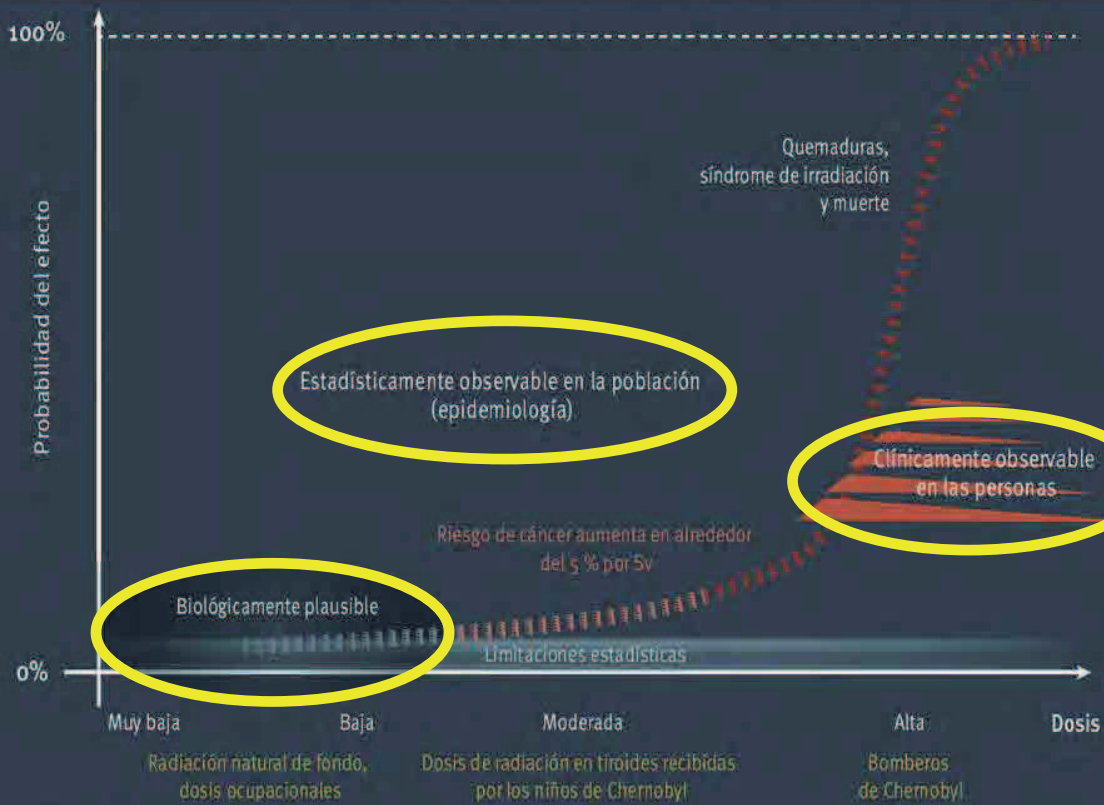 100%
Probabilidad del efecto
Quemaduras,
síndrome de irradiación
y muerte
Estadísticamente observable en la población
(epidemiología)
Clínicamente observable
en las personas
Riesgo de cáncer aumenta en alrededor
del 5 % por Sv
Biológicamente plausible
Limitaciones estadísticas
0%
Muy baja
Baja
Moderada
Alta
Dosis
Radiación natural de fondo,
dosis ocupacionales
Dosis de radiación en tiroides recibidas
por los niños de Chernobyl
Bomberos
de Chernobyl